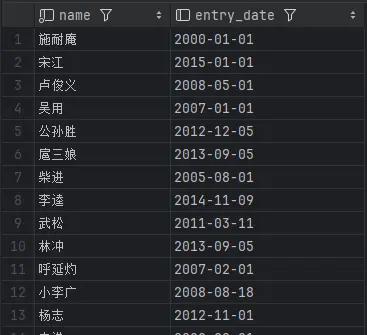 name entry_date
1 施耐庵 2000-01-01
2 宋江 2015-01-01
3 卢俊义 2008-05-01
4 吴用 2007-01-01
5 公孙胜 2012-12-05
6 扈三娘 2013-09-05
7 柴进 2005-08-01
8 李逵 2014-11-09
9 武松 2011-03-11
10 林冲 2013-09-05
11 呼延灼 2007-02-01
12 小李广 2008-08-18
13 杨志 2012-11-01